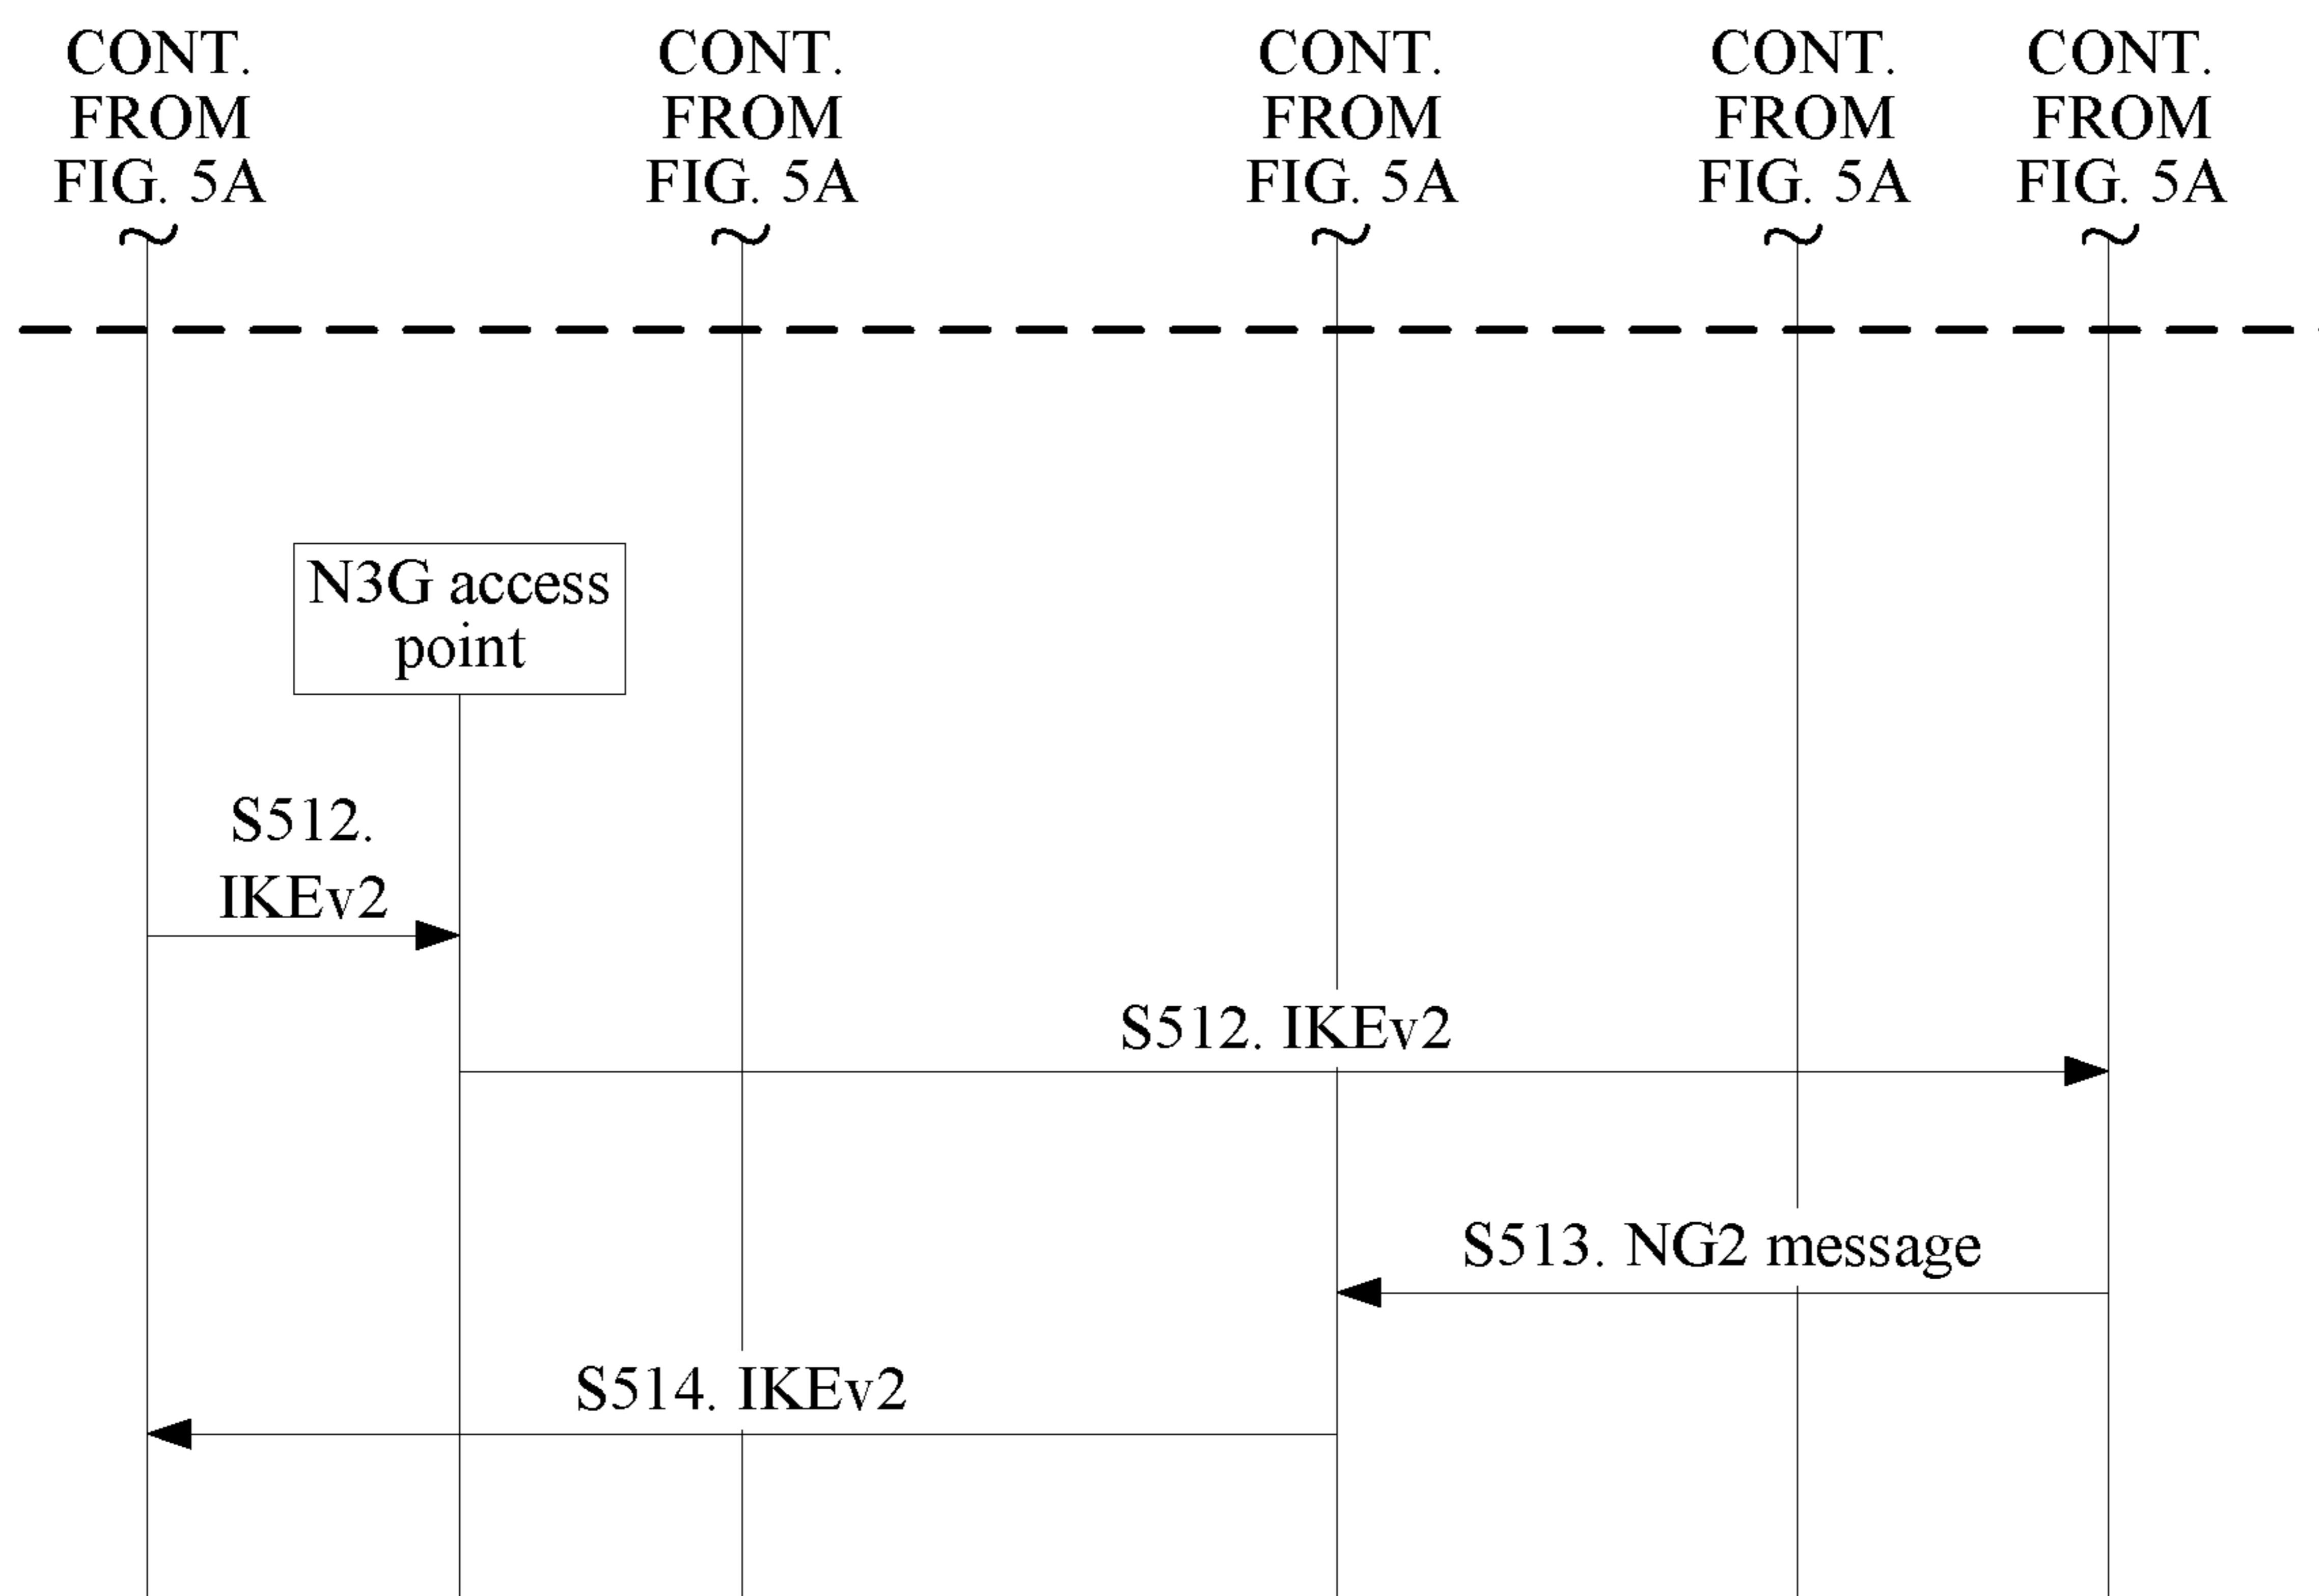 CONT.
FROM
FIG. 5A
CONT.
FROM
FIG. 5A
CONT.
FROM
FIG. 5A
CONT.
FROM
FIG. 5A
CONT.
FROM
FIG. 5A
N3G access
point
S512.
IKEv2
S512. IKEv2
S513. NG2 message
S514. IKEv2